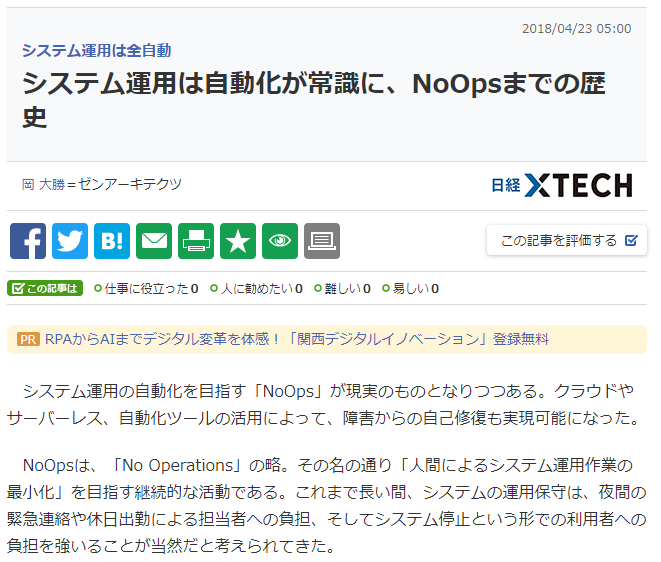 2018/04/23 05:00
システム運用は全自動
システム運用は自動化が常識に、NoOpsまでの歴
史
岡 大勝＝ゼンアーキテクツ
日経 XTECH
B!
この記事を評価する
この記事は 仕事に役立った 0 人に勧めたい 0 難しい 0 易しい 0
PR RPAからAIまでデジタル変革を体感！「関西デジタルイノベーション」登録無料
システム運用の自動化を目指す「NoOps」が現実のものとなりつつある。クラウドや
サーバーレス、自動化ツールの活用によって、障害からの自己修復も実現可能になった。
NoOpsは、「No Operations」の略。その名の通り「人間によるシステム運用作業の
最小化」を目指す継続的な活動である。これまで長い間、システムの運用保守は、夜間の
緊急連絡や休日出勤による担当者への負担、そしてシステム停止という形での利用者への
負担を強いることが当然だと考えられてきた。